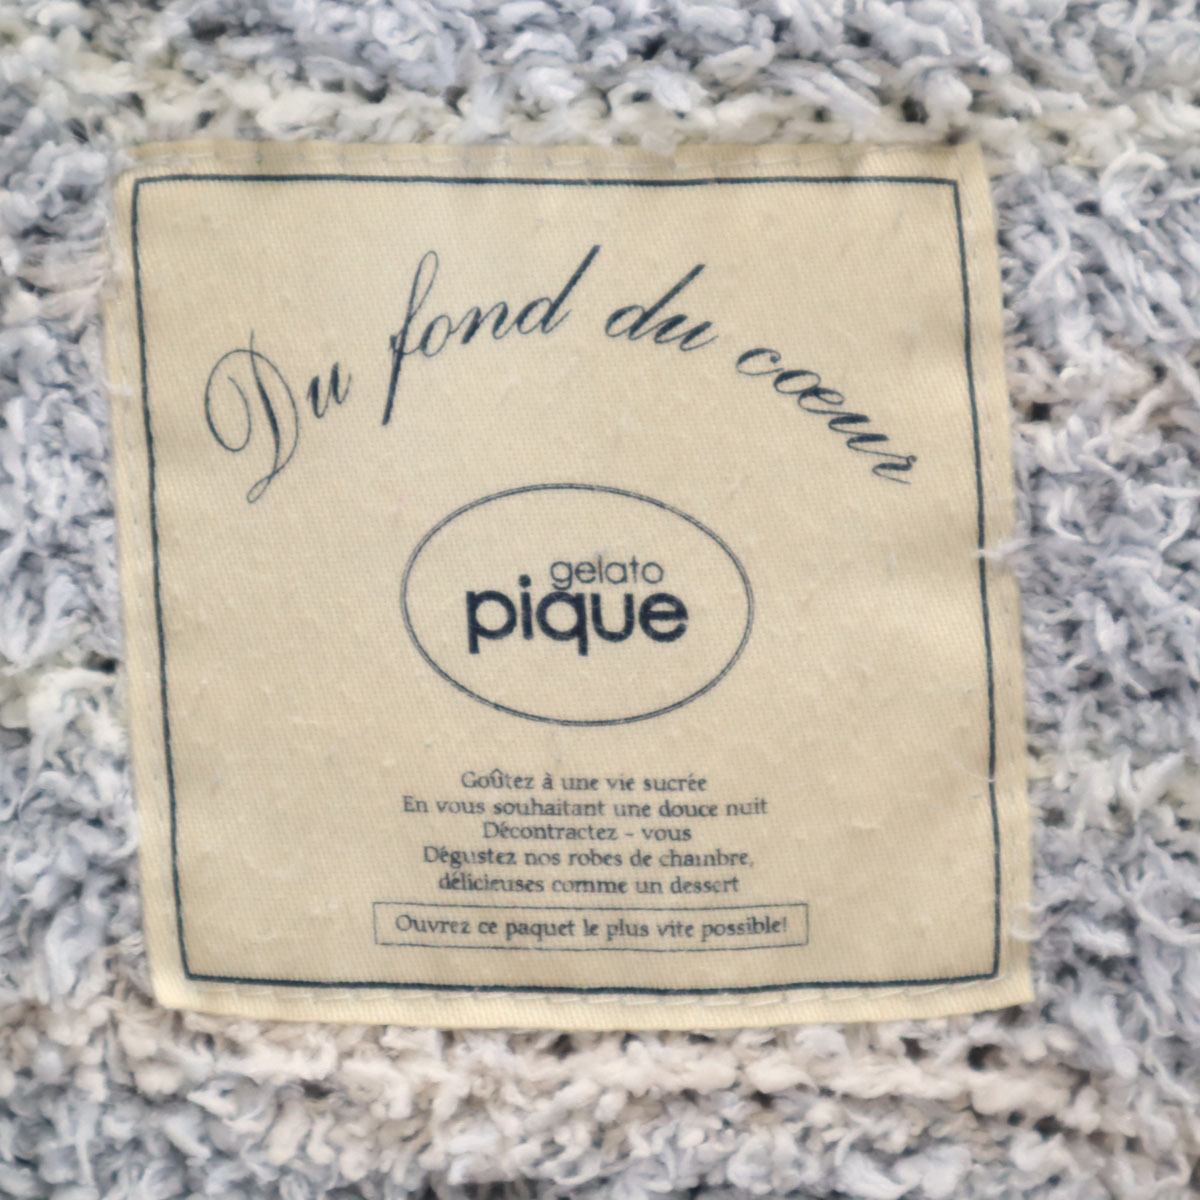 Du fond du cœur
gelato
pique
Goûtez à une vie sucrée
En vous souhaitant une douce nuit
Décontractez - vous
Dégustez nos robes de chambre,
délicieuses comme un dessert
Ouvrez ce paquet le plus vite possible!